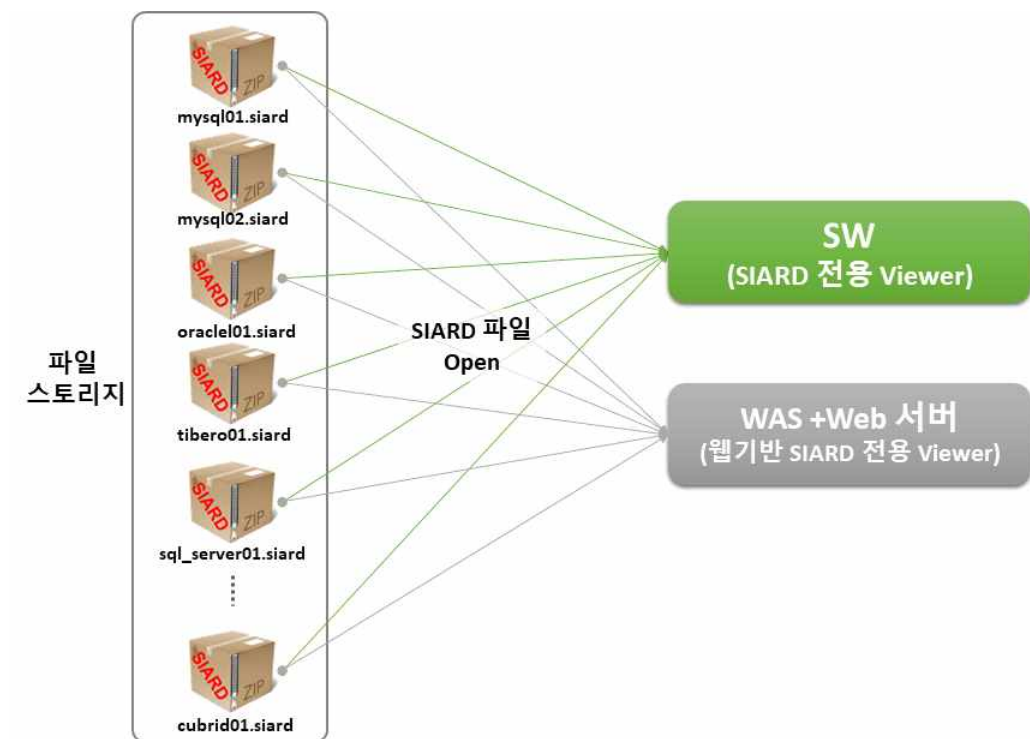 SIARD
ZIP
mysql01.siard
SIARD
ZIP
mysql02.siard
SIARD
ZIP
oraclel01.siard
SIARD
ZIP
tibero01.siard
SIARD
ZIP
sql_server01.siard
SIARD
ZIP
cubrid01.siard
파일
스토리지
SIARD 파일
Open
SW
(SIARD 전용 Viewer)
WAS +Web 서버
(웹기반 SIARD 전용 Viewer)